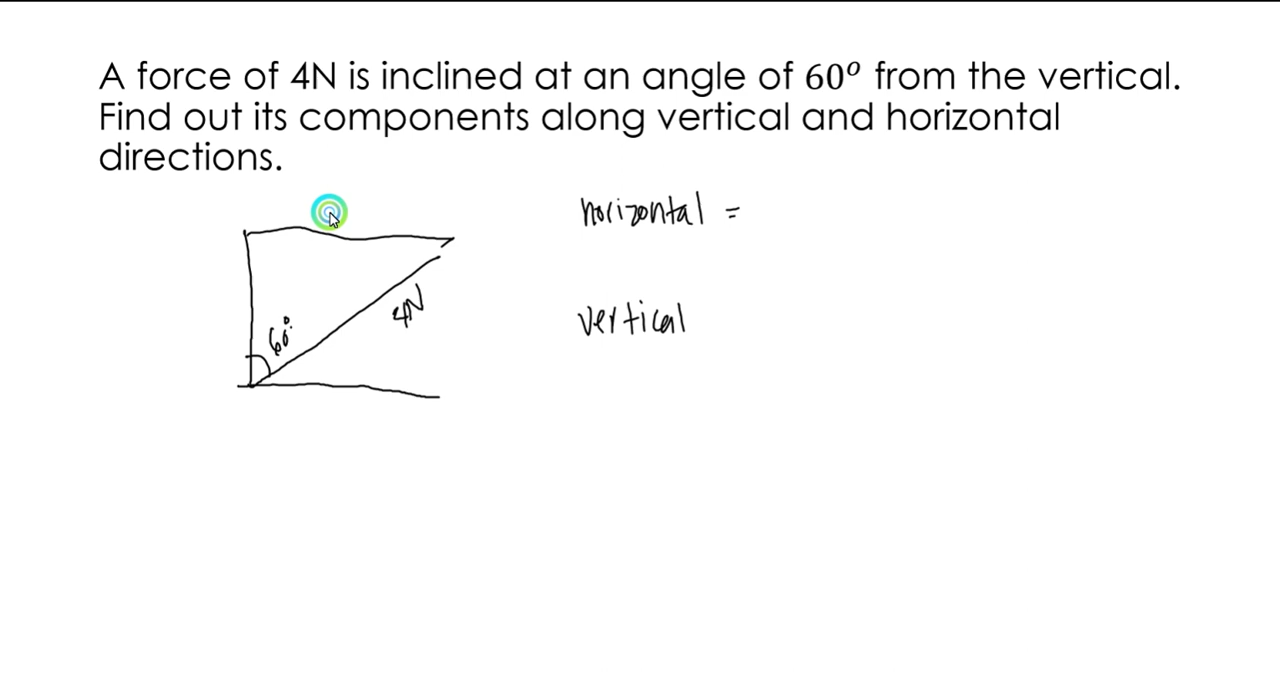 A force of 4N is inclined at an angle of 60⁰ from the vertical.
Find out its components along vertical and horizontal
directions.
horizontal =
60°
4N
vertical